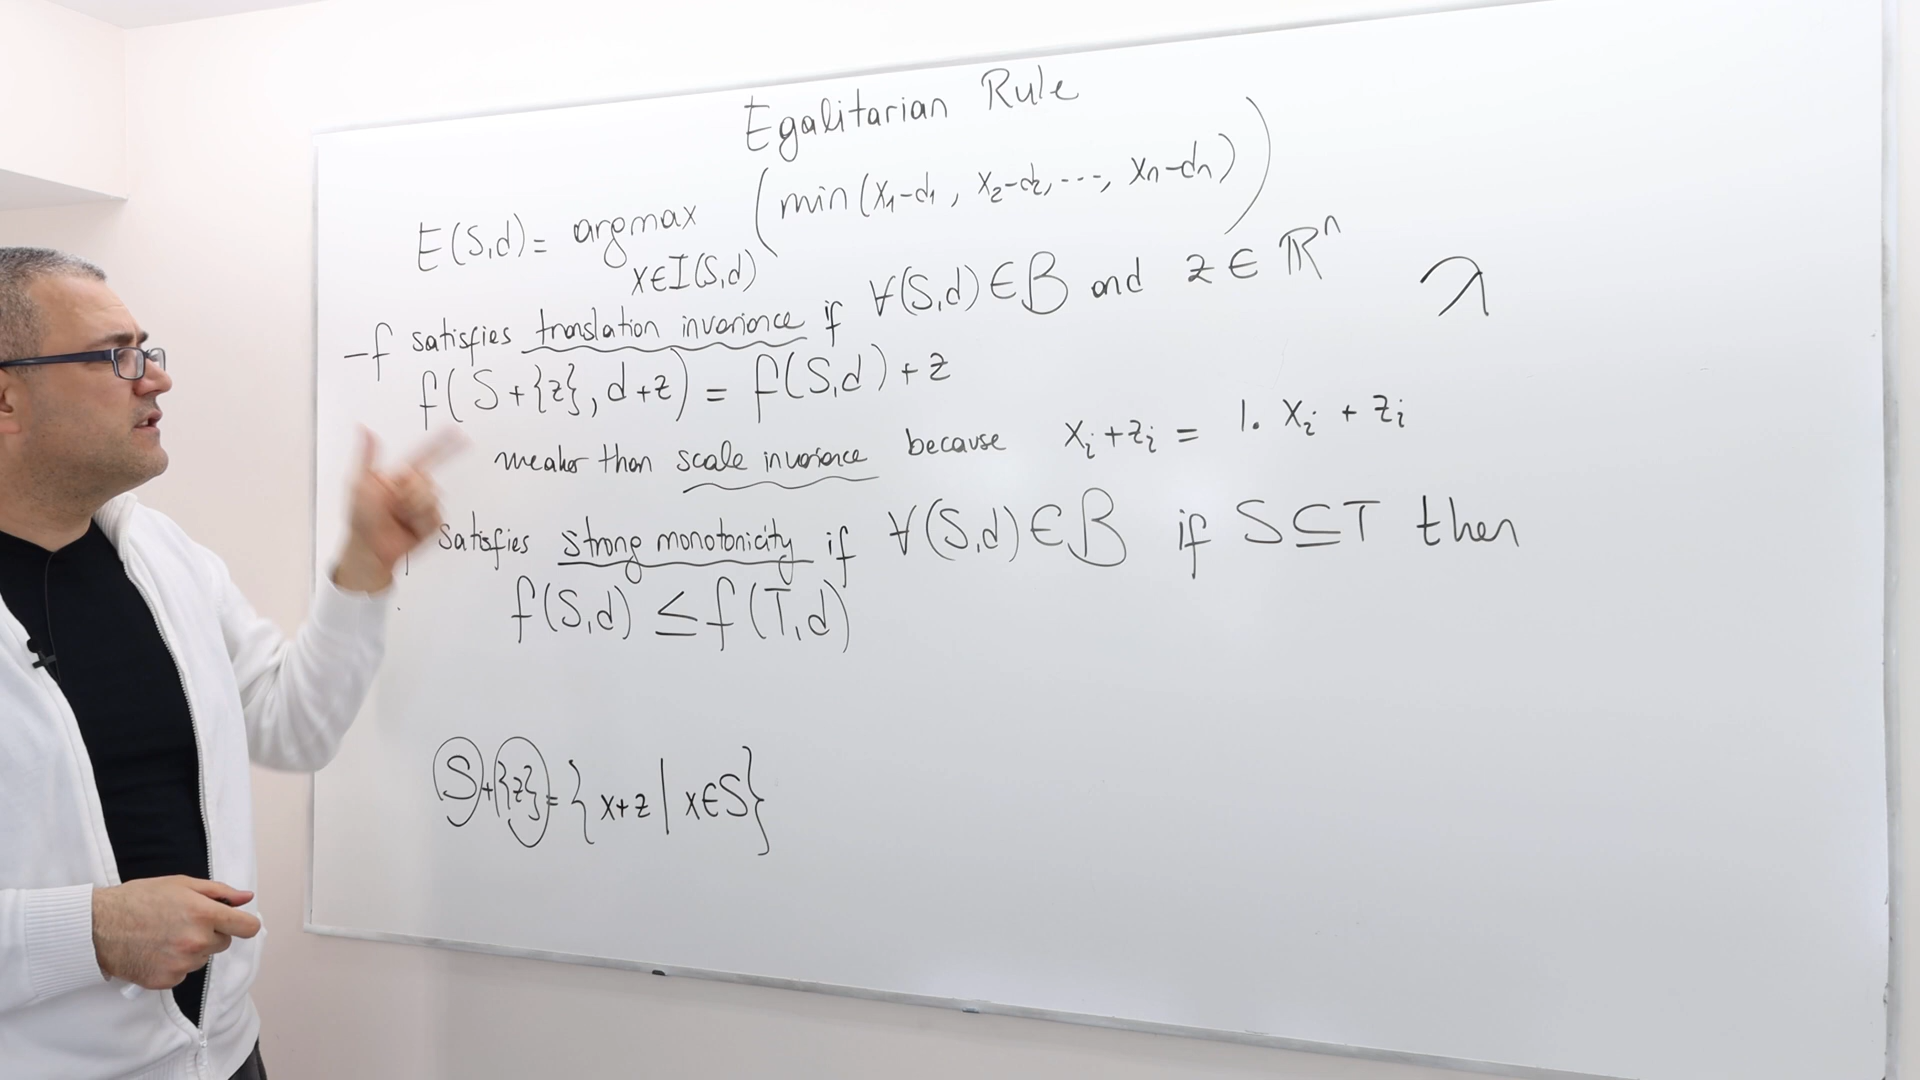 Egalitarian Rule
E(S,d) = argmax (min(x₁-d₁, x₂-d₂, ..., xn-dn))
x∈I(S,d)
-f satisfies translation invariance if ∀(S,d)∈B and z∈ℝⁿ
f(S+{z}, d+z) = f(S,d)+z
λ
weaker than scale invariance because xᵢ+zᵢ = 1. xᵢ + zᵢ
satisfies strong monotonicity if ∀(S,d)∈B if S⊆T then
f(S,d) ≤ f(T,d)
S+{z}={x+z | x∈S}